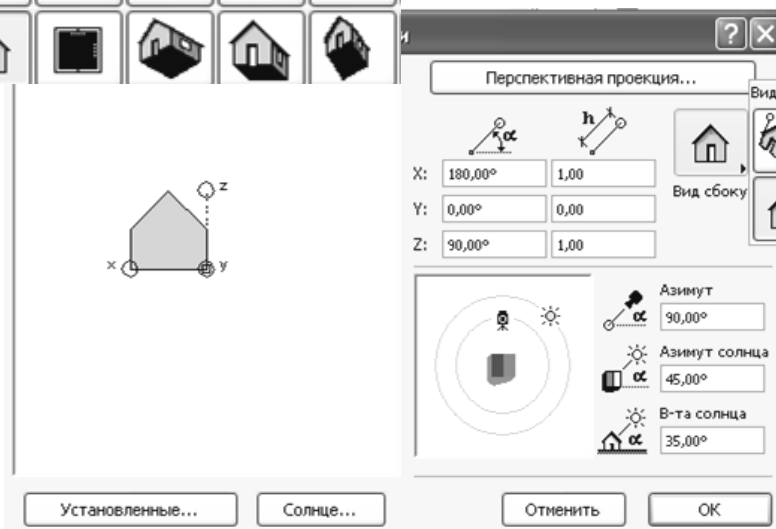 и
Перспективная проекция...
Вид
h
α
X: 180,00° 1,00
Вид сбоку
Y: 0,00° 0,00
Z: 90,00° 1,00
z
x
y
Азимут
α 90,00°
Азимут солнца
α 45,00°
В-та солнца
α 35,00°
Установленные...
Солнце...
Отменить
OK